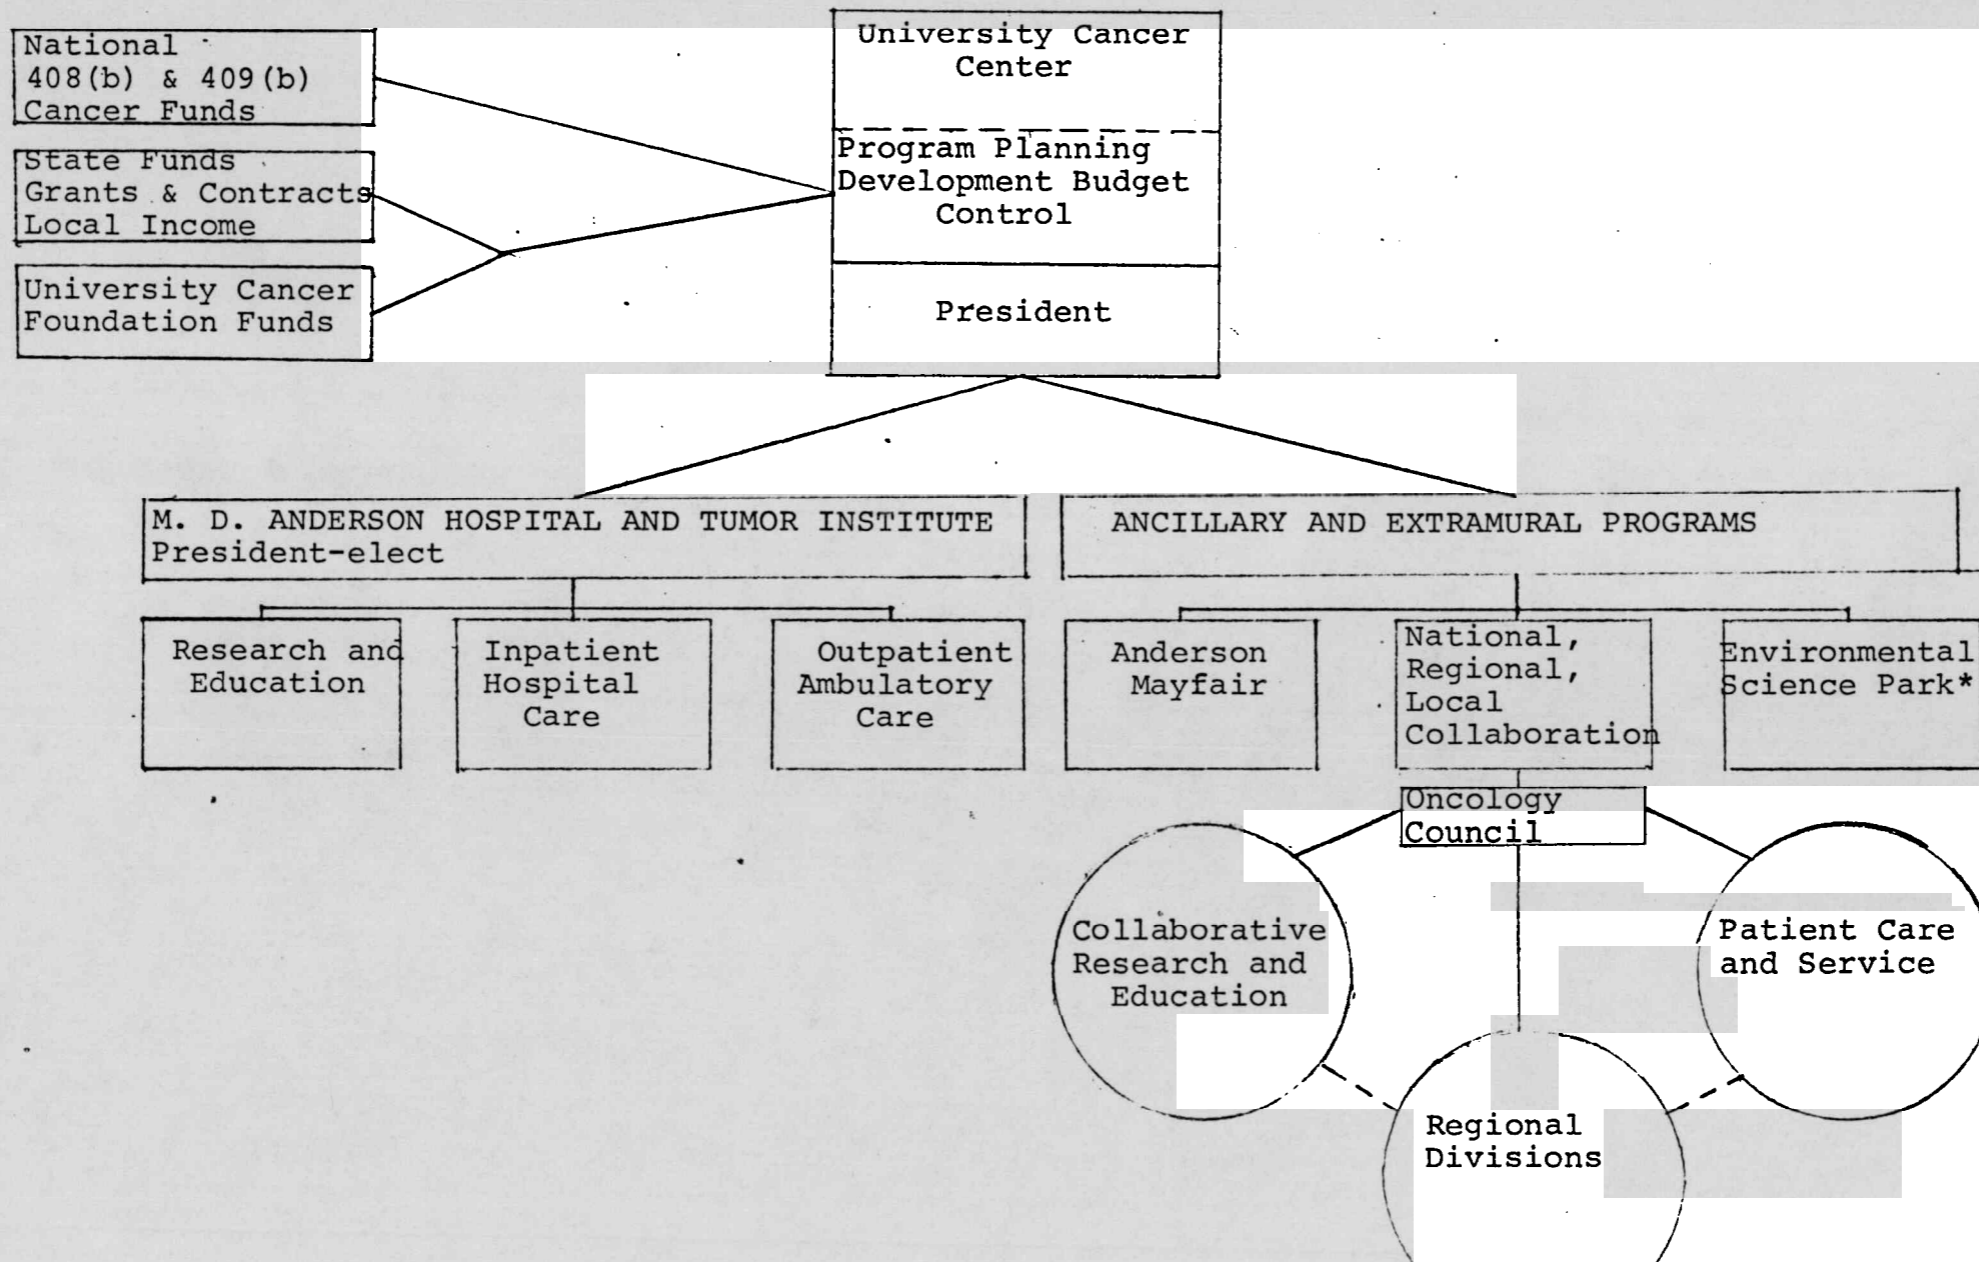 National
408(b) & 409(b)
Cancer Funds
State Funds
Grants & Contracts
Local Income
University Cancer
Foundation Funds
University Cancer
Center
Program Planning
Development Budget
Control
President
M. D. ANDERSON HOSPITAL AND TUMOR INSTITUTE
President-elect
ANCILLARY AND EXTRAMURAL PROGRAMS
Research and
Education
Inpatient
Hospital
Care
Outpatient
Ambulatory
Care
Anderson
Mayfair
National,
Regional,
Local
Collaboration
Environmental
Science Park*
Oncology
Council
Collaborative
Research and
Education
Patient Care
and Service
Regional
Divisions